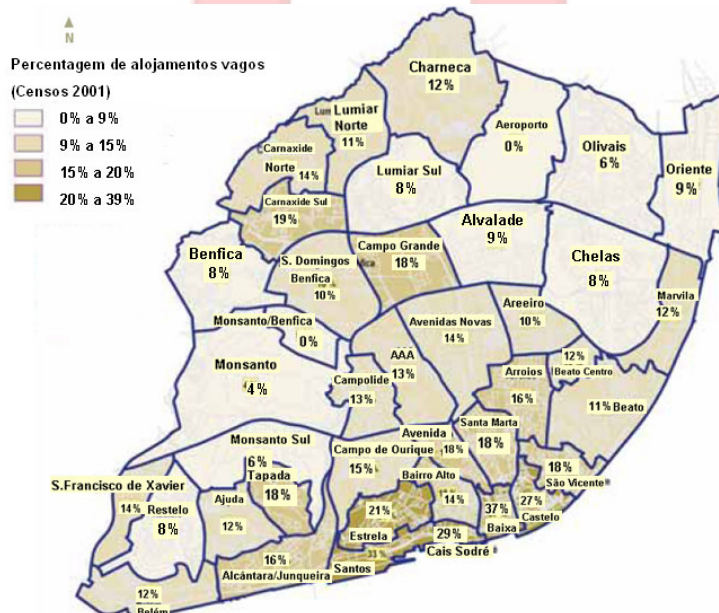 N
Percentagem de alojamentos vagos
(Censos 2001)
0% a 9%
9% a 15%
15% a 20%
20% a 39%
Charneca
12%
Lumiar
Norte
11%
Aeroporto
0%
Olivais
6%
Oriente
9%
Carnaxide
Norte
14%
Lumiar Sul
8%
Carnaxide Sul
19%
Alvalade
9%
Benfica
8%
S. Domingos
Benfica
10%
Campo Grande
18%
Chelas
8%
Marvila
12%
Monsanto/Benfica
0%
Avenidas Novas
14%
Areeiro
10%
AAA
13%
Monsanto
4%
Campolide
13%
12%
Beato Centro
Arroios
16%
11% Beato
Monsanto Sul
6%
Avenida
18%
Santa Marta
18%
Campo de Ourique
15%
Tapada
18%
Bairro Alto
14%
18%
São Vicente
S.Francisco de Xavier
14%
Restelo
8%
Ajuda
12%
21%
Estrela
37%
Baixa
27%
Castelo
29%
Cais Sodré
33 %
Santos
16%
Alcántara/Junqueira
12%
Belém